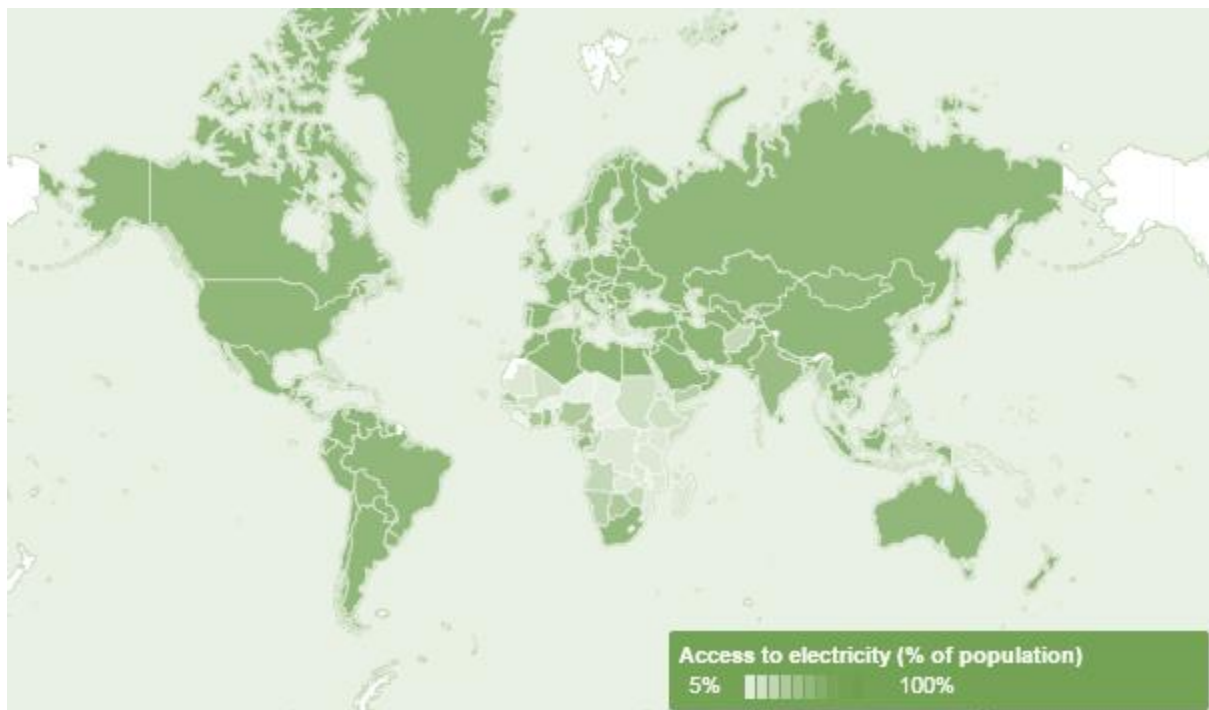 Access to electricity (% of population)
5% 100%